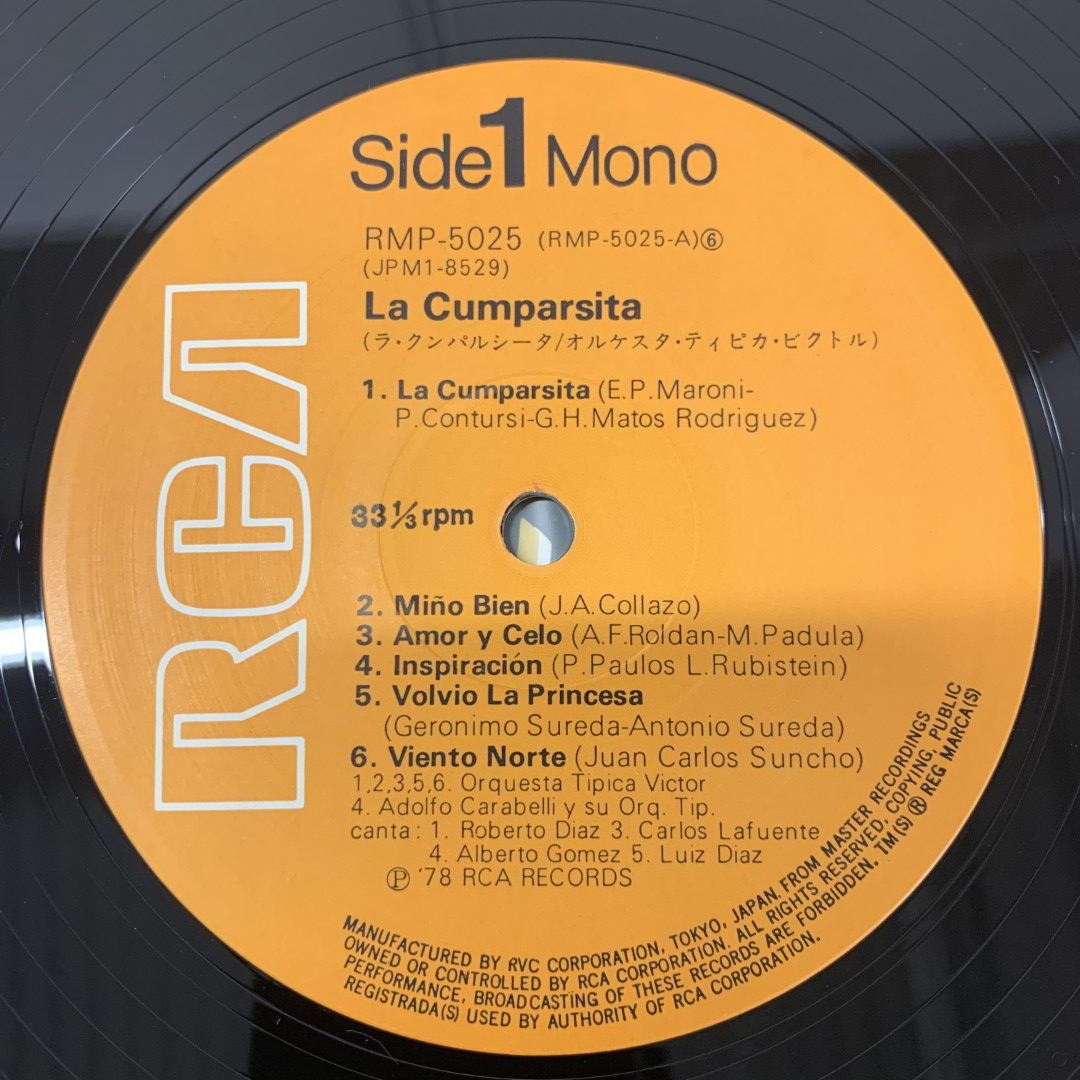 Side 1 Mono
RMP-5025 (RMP-5025-A)⑥
(JPM1-8529)
La Cumparsita
(ラ・クンパルシータ/オルケスタ・ティピカ・ビクトル)
1. La Cumparsita (E.P.Maroni-
P.Contursi-G.H.Matos Rodriguez)
33 1/3 rpm
2. Miño Bien (J.A.Collazo)
3. Amor y Celo (A.F.Roldan-M.Padula)
4. Inspiración (P.Paulos L.Rubistein)
5. Volvio La Princesa
(Geronimo Sureda-Antonio Sureda)
6. Viento Norte (Juan Carlos Suncho)
1,2,3,5,6. Orquesta Tipica Victor
4. Adolfo Carabelli y su Orq. Tip.
canta: 1. Roberto Diaz 3. Carlos Lafuente
4. Alberto Gomez 5. Luiz Diaz
Ⓟ '78 RCA RECORDS
RCA
MANUFACTURED BY RVC CORPORATION, TOKYO, JAPAN. FROM MASTER RECORDINGS
OWNED OR CONTROLLED BY RCA CORPORATION. ALL RIGHTS RESERVED, COPYING, PUBLIC
PERFORMANCE, BROADCASTING OF THESE RECORDS ARE FORBIDDEN. TM(S) ® REG MARCA(S)
REGISTRADA(S) USED BY AUTHORITY OF RCA CORPORATION.